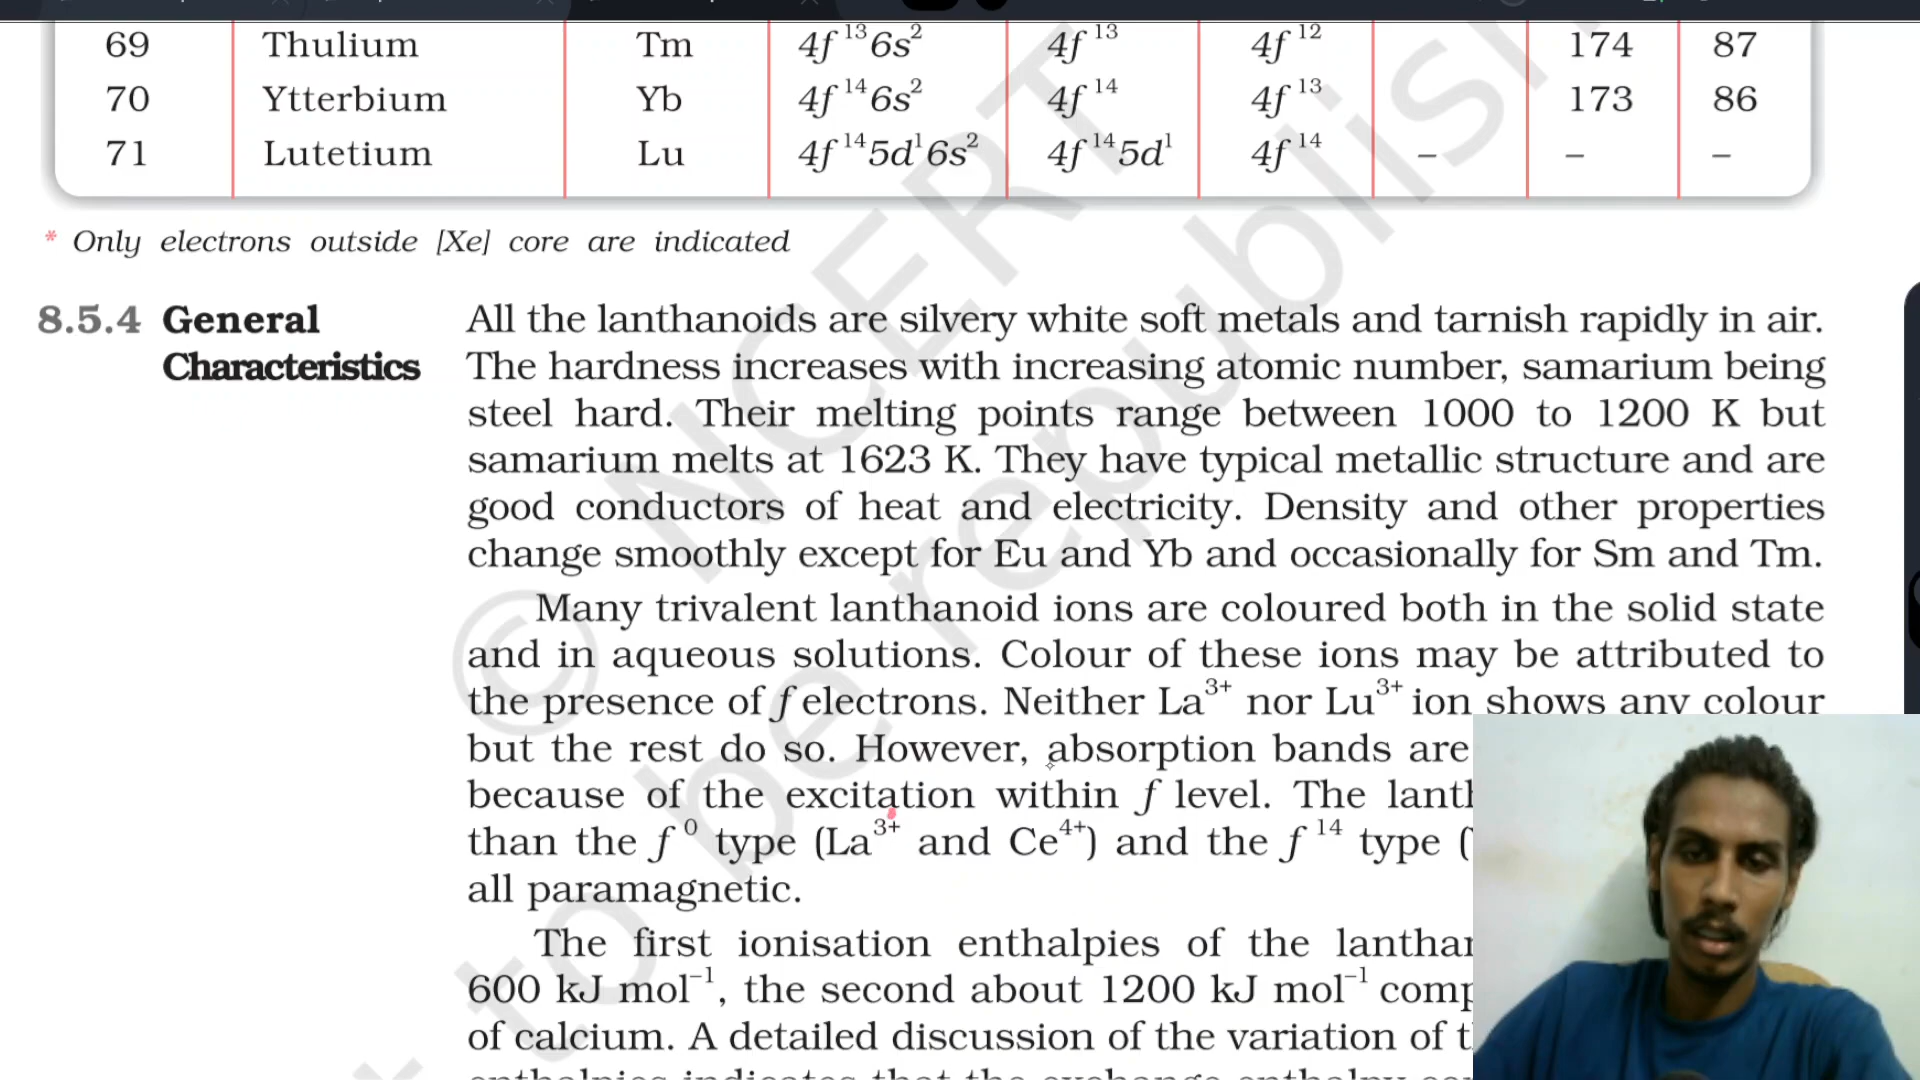 69 Thulium Tm 4f¹³6s² 4f¹³ 4f¹² 174 87
70 Ytterbium Yb 4f¹⁴6s² 4f¹⁴ 4f¹³ 173 86
71 Lutetium Lu 4f¹⁴5d¹6s² 4f¹⁴5d¹ 4f¹⁴ – – –
* Only electrons outside [Xe] core are indicated
8.5.4 General Characteristics
All the lanthanoids are silvery white soft metals and tarnish rapidly in air.
The hardness increases with increasing atomic number, samarium being
steel hard. Their melting points range between 1000 to 1200 K but
samarium melts at 1623 K. They have typical metallic structure and are
good conductors of heat and electricity. Density and other properties
change smoothly except for Eu and Yb and occasionally for Sm and Tm.
Many trivalent lanthanoid ions are coloured both in the solid state
and in aqueous solutions. Colour of these ions may be attributed to
the presence of f electrons. Neither La³⁺ nor Lu³⁺ ion shows any colour
but the rest do so. However, absorption bands are
because of the excitation within f level. The
than the f⁰ type (La³⁺ and Ce⁴⁺) and the f¹⁴ type (
all paramagnetic.
The first ionisation enthalpies of the
600 kJ mol⁻¹, the second about 1200 kJ mol⁻¹
of calcium. A detailed discussion of the variation of
© NCERT
to be republish